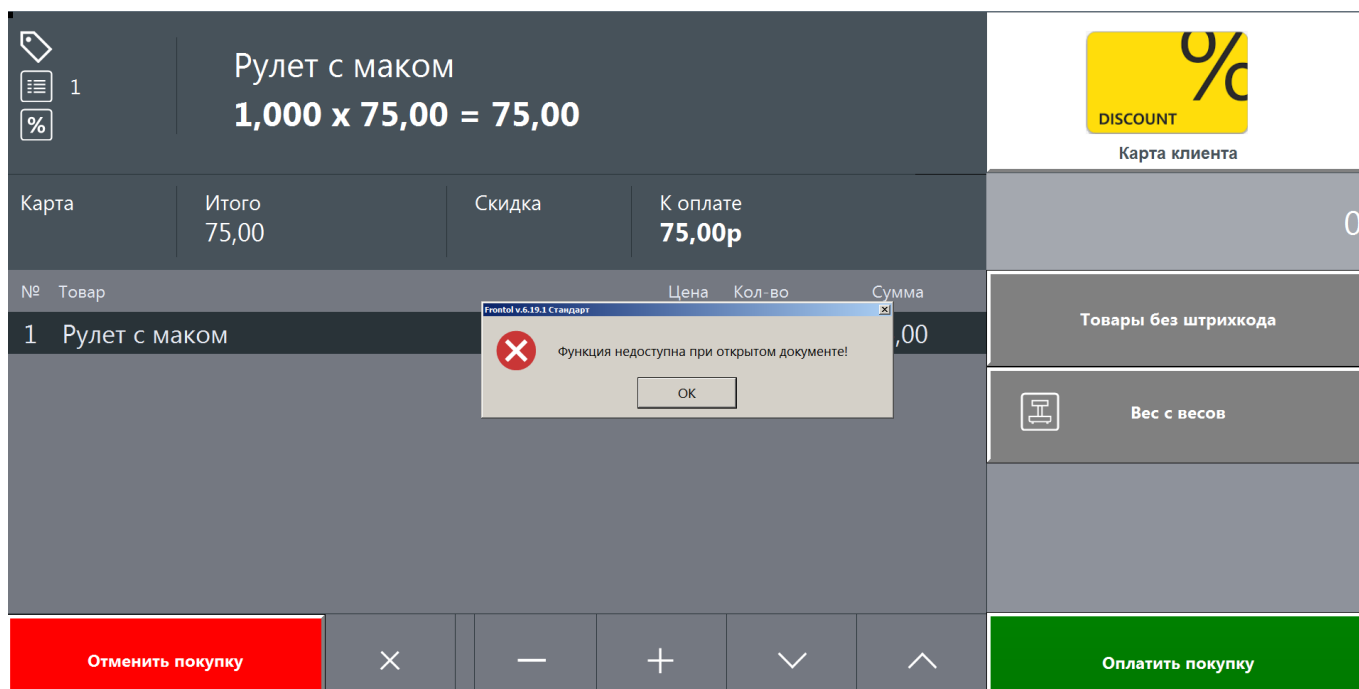 Рулет с маком
1
1,000 x 75,00 = 75,00
%
%
DISCOUNT
Карта клиента
Карта
Итого
Скидка
К оплате
75,00
75,00р
0
№ Товар Цена Кол-во Сумма
Frontol v.6.19.1 Стандарт
1 Рулет с маком ,00
Функция недоступна при открытом документе!
OK
Товары без штрихкода
Вес с весов
Отменить покупку
Оплатить покупку